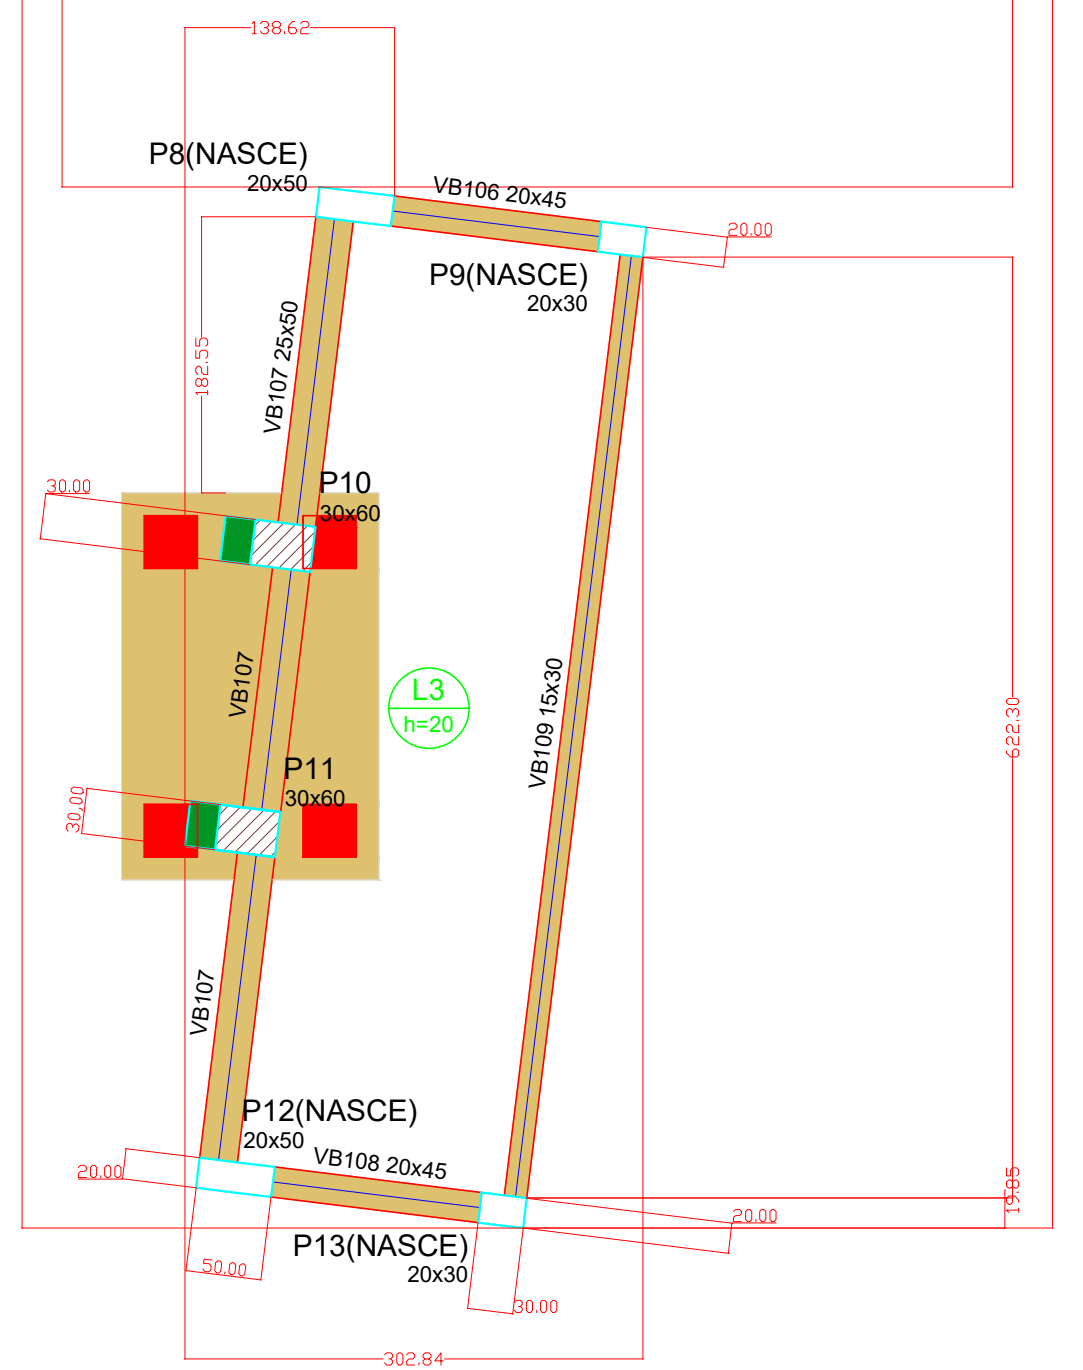 138.62
P8(NASCE)
20x50
VB106 20x45
20.00
P9(NASCE)
20x30
VB107 25x50
182.55
P10
30x60
30.00
VB107
L3
h=20
VB109 15x30
622.30
P11
30x60
30.00
VB107
P12(NASCE)
20x50
VB108 20x45
20.00
19.85
20.00
P13(NASCE)
20x30
50.00
30.00
302.84